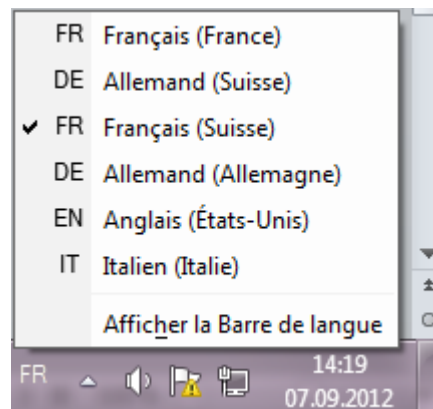 FR Français (France)
DE Allemand (Suisse)
✔ FR Français (Suisse)
DE Allemand (Allemagne)
EN Anglais (États-Unis)
IT Italien (Italie)
Afficher la Barre de langue
FR 14:19
07.09.2012